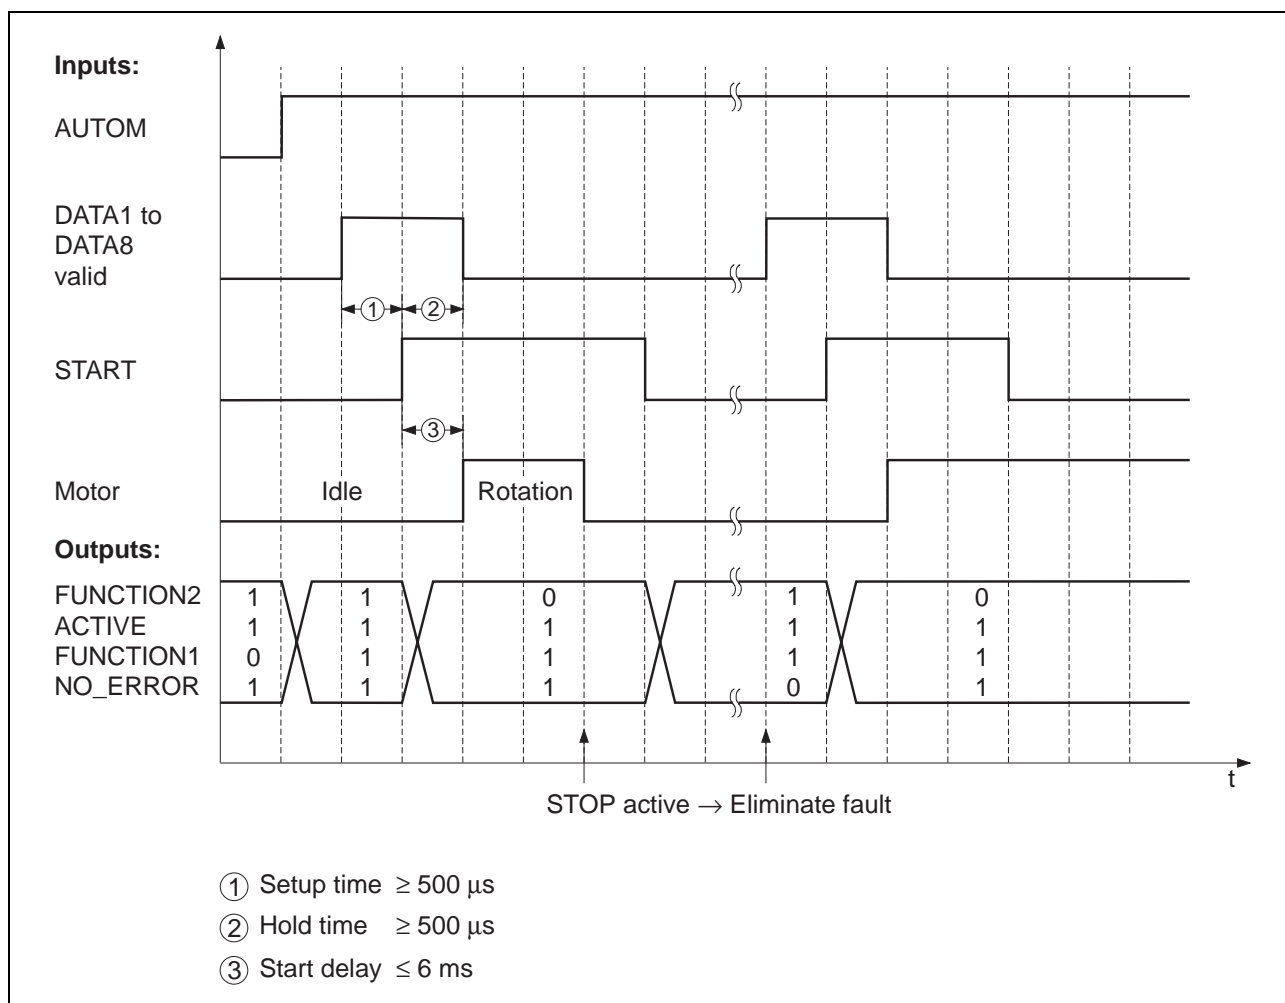 Inputs:
AUTOM
DATA1 to
DATA8
valid
① ②
START
③
Motor Idle Rotation
Outputs:
FUNCTION2 1 1 0 1 0
ACTIVE 1 1 1 1 1
FUNCTION1 0 1 1 1 1
NO_ERROR 1 1 1 0 1
t
STOP active → Eliminate fault
① Setup time ≥ 500 μs
② Hold time ≥ 500 μs
③ Start delay ≤ 6 ms